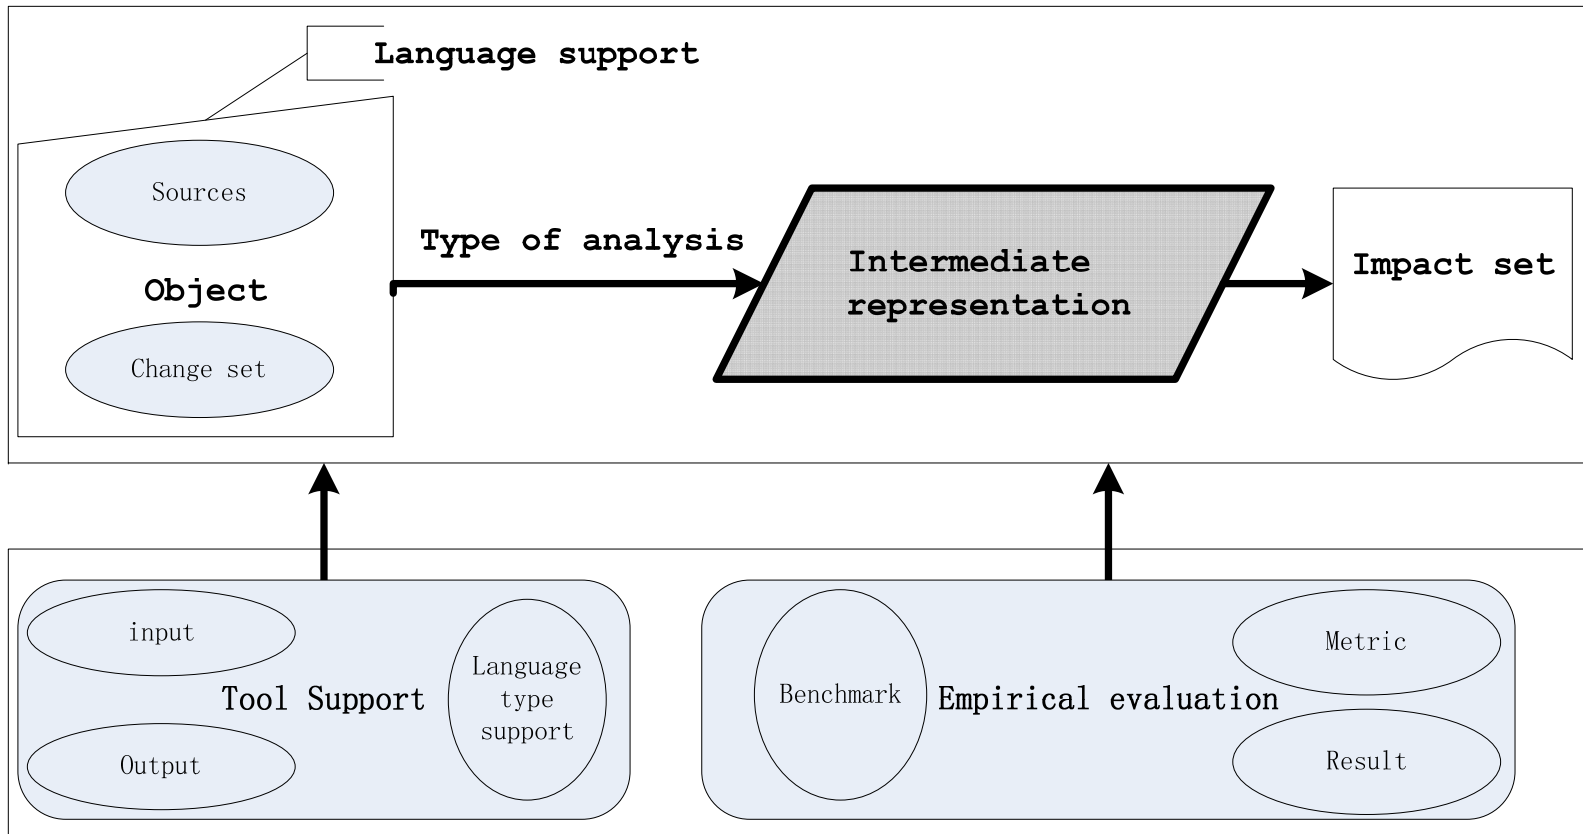 Language support
Sources
Object
Change set
Type of analysis
Intermediate
representation
Impact set
input
Tool Support
Output
Language
type
support
Benchmark
Empirical evaluation
Metric
Result